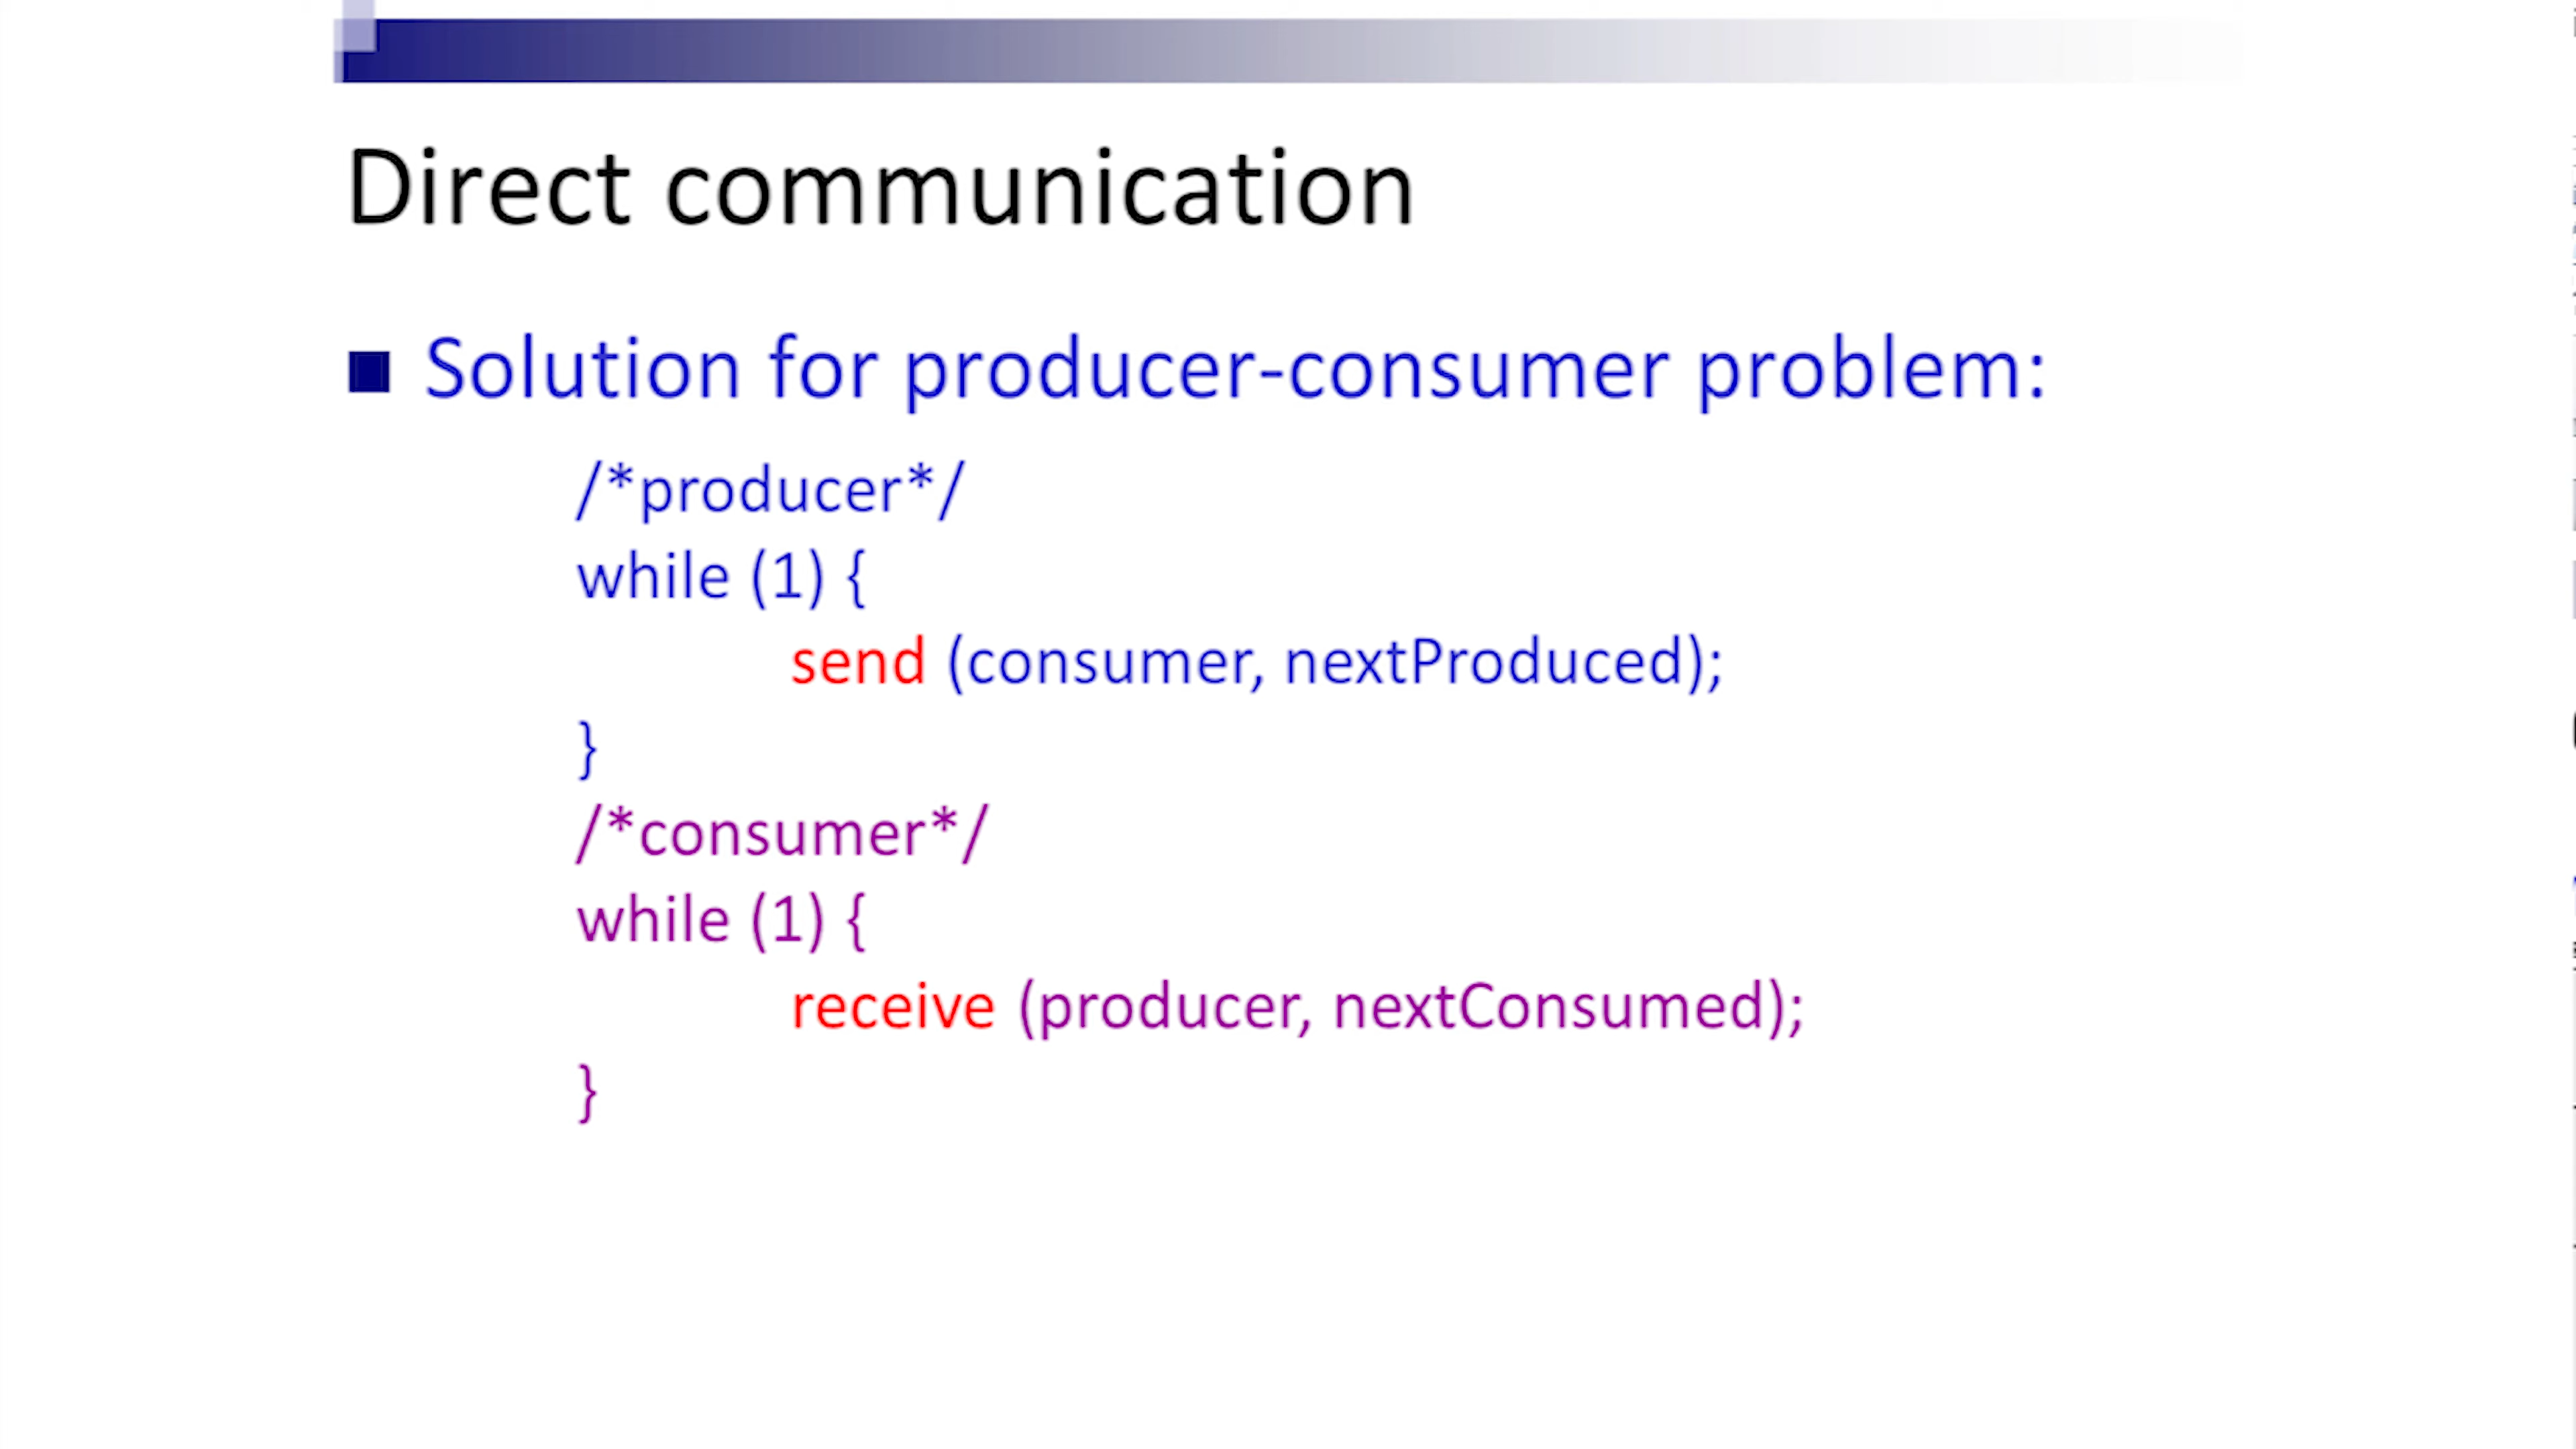 Direct communication
Solution for producer-consumer problem:
/*producer*/
while (1) {
send (consumer, nextProduced);
}
/*consumer*/
while (1) {
receive (producer, nextConsumed);
}